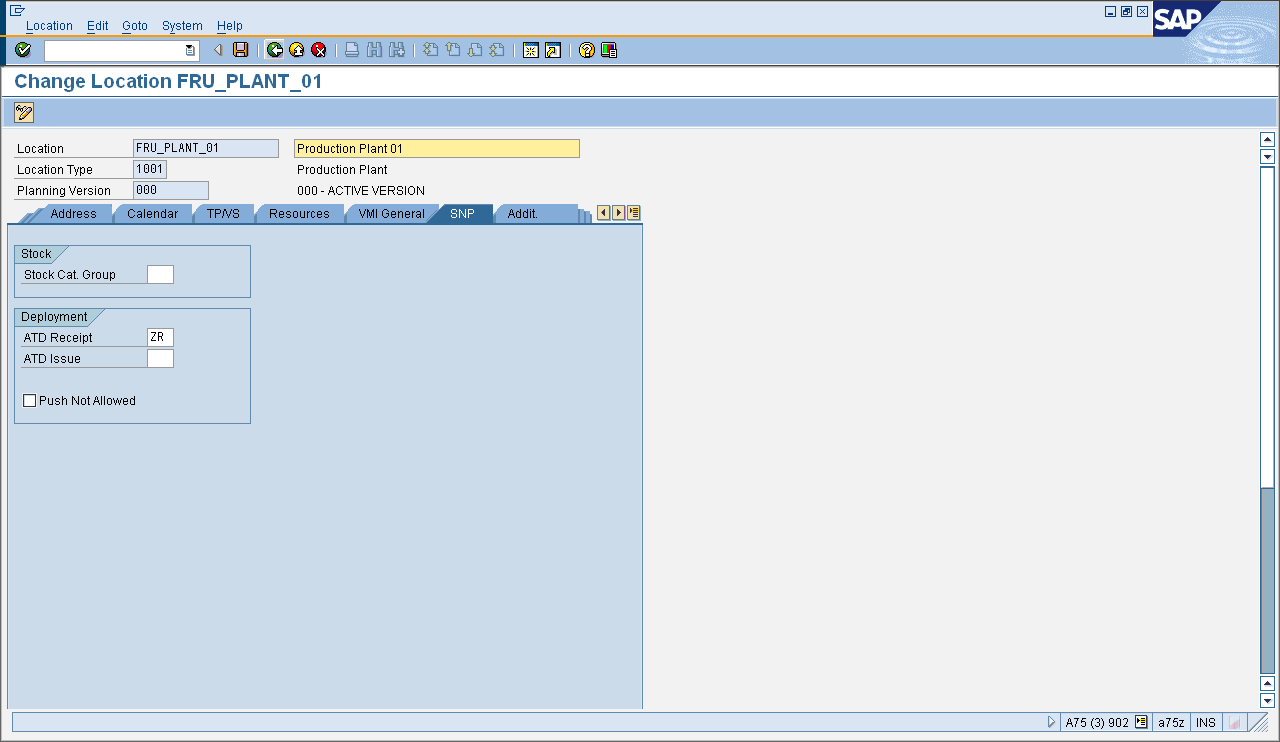 Location Edit Goto System Help
SAP
Change Location FRU_PLANT_01
Location FRU_PLANT_01 Production Plant 01
Location Type 1001 Production Plant
Planning Version 000 000 - ACTIVE VERSION
Address Calendar TP/VS Resources VMI General SNP Addit.
Stock
Stock Cat. Group
Deployment
ATD Receipt ZR
ATD Issue
Push Not Allowed
A75 (3) 902 a75z INS